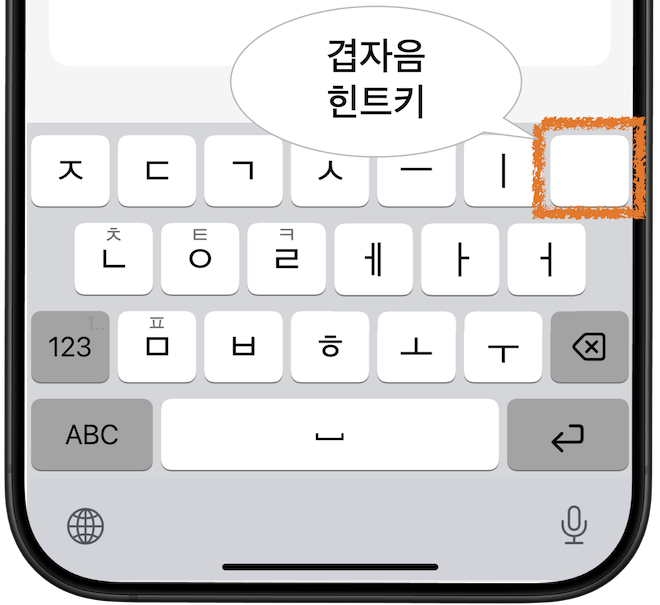 겹자음
힌트키
ㅈ ㄷ ㄱ ㅅ ㅡ ㅣ
ㅊ ㅌ ㅋ
ㄴ ㅇ ㄹ ㅔ ㅏ ㅓ
1.. ㅍ
123 ㅁ ㅂ ㅎ ㅗ ㅜ
ABC